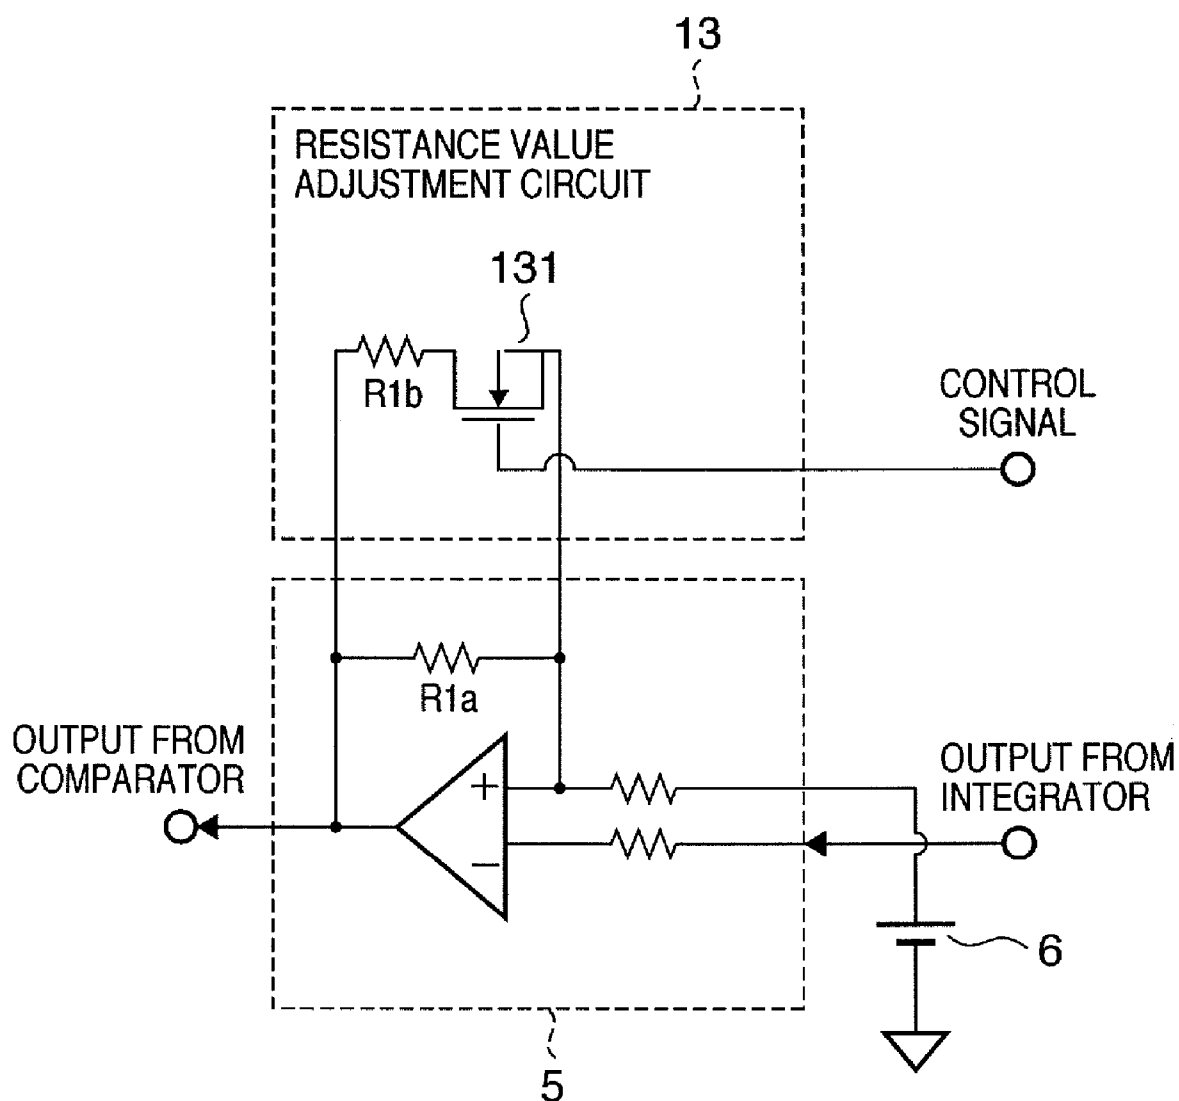 13
RESISTANCE VALUE
ADJUSTMENT CIRCUIT
131
R1b
CONTROL
SIGNAL
R1a
OUTPUT FROM
COMPARATOR
+
−
OUTPUT FROM
INTEGRATOR
6
5